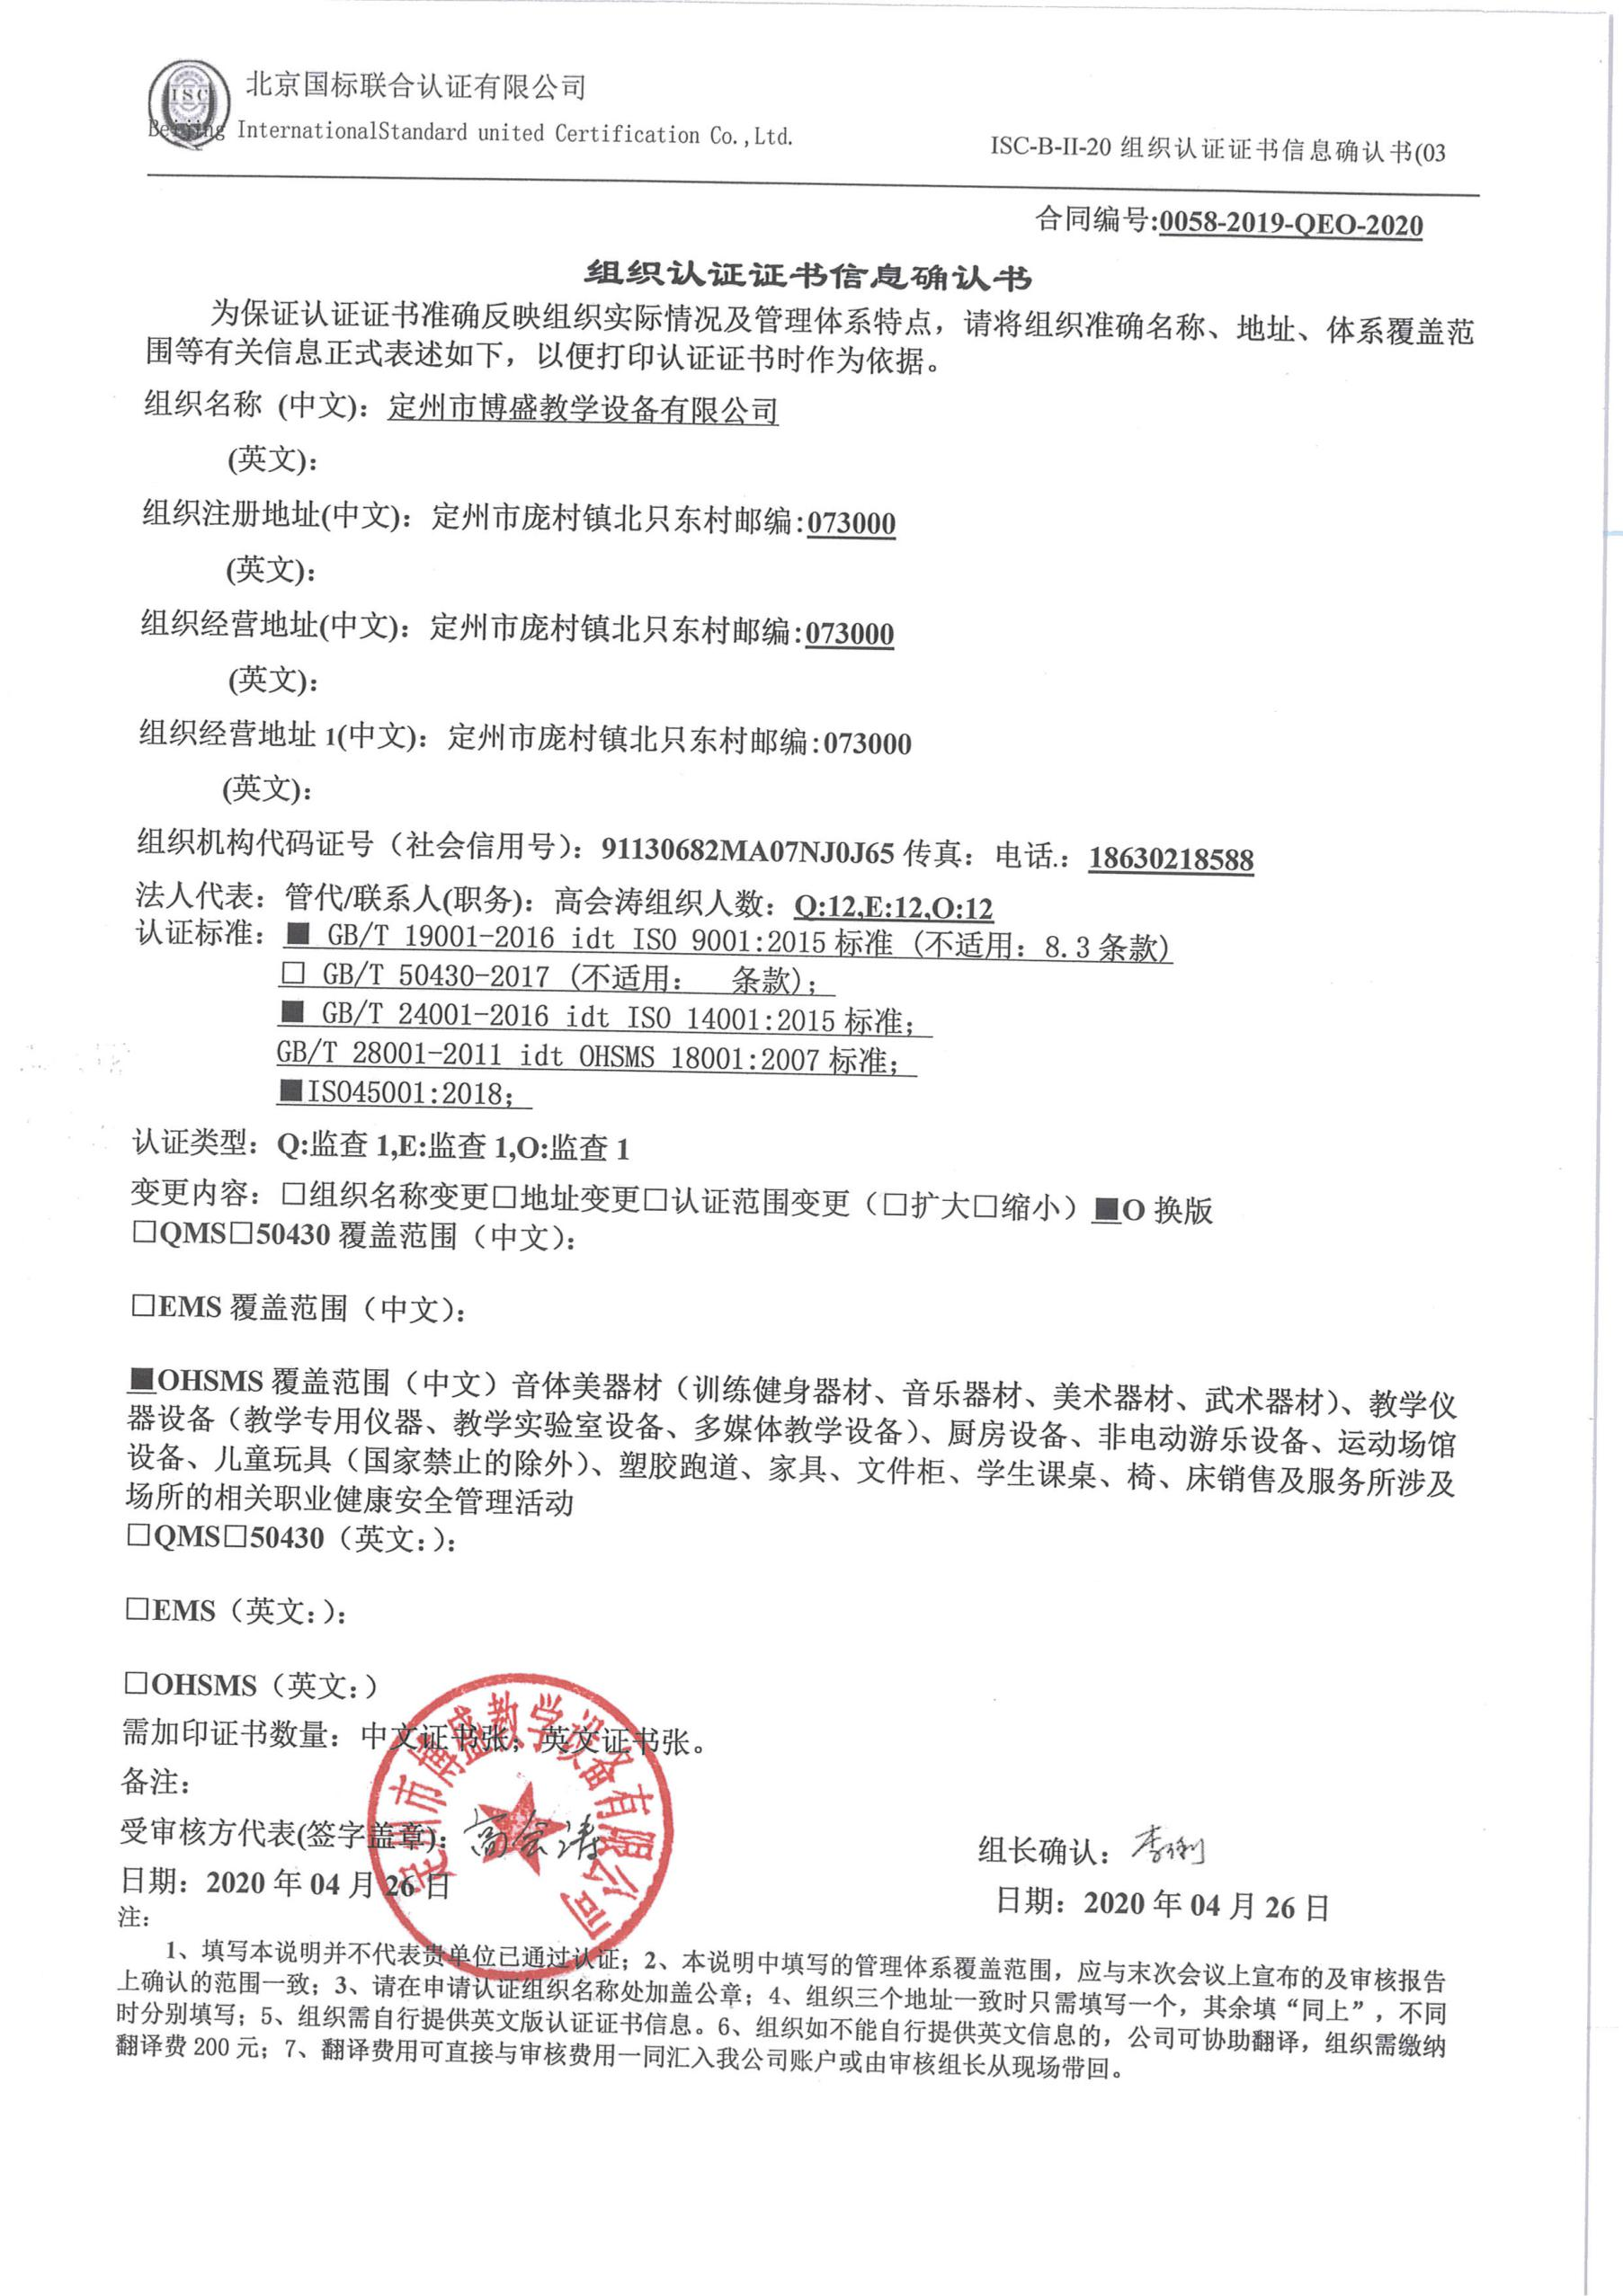 ISC
北京国标联合认证有限公司
Beijing InternationalStandard united Certification Co.,Ltd.
ISC-B-II-20 组织认证证书信息确认书(03
合同编号:0058-2019-QEO-2020
组织认证证书信息确认书
为保证认证证书准确反映组织实际情况及管理体系特点，请将组织准确名称、地址、体系覆盖范
围等有关信息正式表述如下，以便打印认证证书时作为依据。
组织名称（中文）：定州市博盛教学设备有限公司
(英文)：
组织注册地址(中文)：定州市庞村镇北只东村邮编:073000
(英文)：
组织经营地址(中文)：定州市庞村镇北只东村邮编:073000
(英文)：
组织经营地址 1(中文)：定州市庞村镇北只东村邮编:073000
(英文)：
组织机构代码证号（社会信用号）：91130682MA07NJ0J65 传真：电话.：18630218588
法人代表：管代/联系人(职务)：高会涛组织人数：Q:12,E:12,O:12
认证标准：■ GB/T 19001-2016 idt ISO 9001:2015 标准（不适用：8.3 条款）
□ GB/T 50430-2017（不适用： 条款）；
■ GB/T 24001-2016 idt ISO 14001:2015 标准；
GB/T 28001-2011 idt OHSMS 18001:2007 标准；
■ISO45001:2018；
认证类型：Q:监查 1,E:监查 1,O:监查 1
变更内容：□组织名称变更□地址变更□认证范围变更（□扩大□缩小）■O 换版
□QMS□50430 覆盖范围（中文）：
□EMS 覆盖范围（中文）：
■OHSMS 覆盖范围（中文）音体美器材（训练健身器材、音乐器材、美术器材、武术器材）、教学仪
器设备（教学专用仪器、教学实验室设备、多媒体教学设备）、厨房设备、非电动游乐设备、运动场馆
设备、儿童玩具（国家禁止的除外）、塑胶跑道、家具、文件柜、学生课桌、椅、床销售及服务所涉及
场所的相关职业健康安全管理活动
□QMS□50430（英文：）：
□EMS（英文：）：
□OHSMS（英文：）
需加印证书数量：中文证书张；英文证书张。
备注：
受审核方代表(签字盖章)：高会涛
定州市博盛教学设备有限公司
组长确认：李俐
日期：2020 年 04 月 26 日
日期：2020 年 04 月 26 日
注：
1、填写本说明并不代表贵单位已通过认证；2、本说明中填写的管理体系覆盖范围，应与末次会议上宣布的及审核报告
上确认的范围一致；3、请在申请认证组织名称处加盖公章；4、组织三个地址一致时只需填写一个，其余填“同上”，不同
时分别填写；5、组织需自行提供英文版认证证书信息。6、组织如不能自行提供英文信息的，公司可协助翻译，组织需缴纳
翻译费 200 元；7、翻译费用可直接与审核费用一同汇入我公司账户或由审核组长从现场带回。